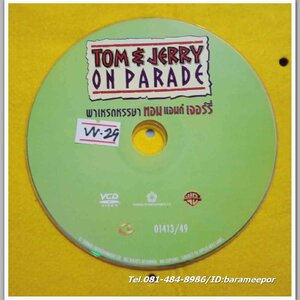 TOM & JERRY
ON PARADE
พาเหรดหรรษา ทอม แอนด์ เจอร์รี่
W-29
VCD
01413/49
Tel.081-484-8986/ID:barameepor